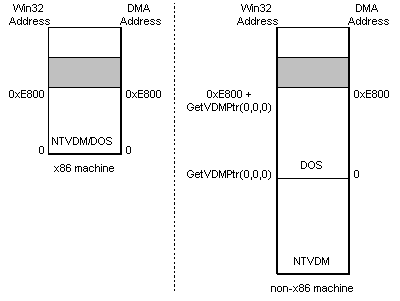 Win32 Address
DMA Address
0xE800
0xE800
NTVDM/DOS
0
0
x86 machine
Win32 Address
DMA Address
0xE800 +
GetVDMPtr(0,0,0)
0xE800
DOS
GetVDMPtr(0,0,0)
0
NTVDM
non-x86 machine